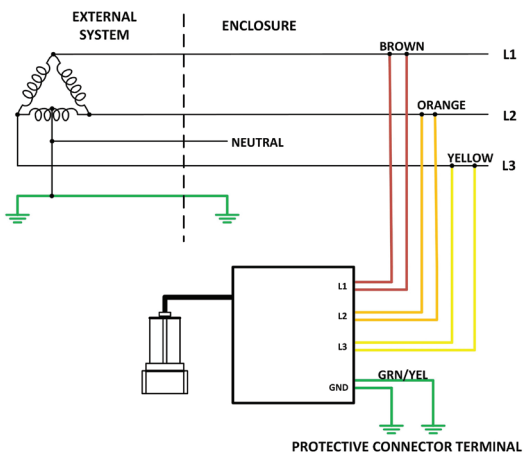 EXTERNAL
SYSTEM
ENCLOSURE
BROWN
L1
ORANGE
L2
NEUTRAL
YELLOW
L3
L1
L2
L3
GRN/YEL
GND
PROTECTIVE CONNECTOR TERMINAL